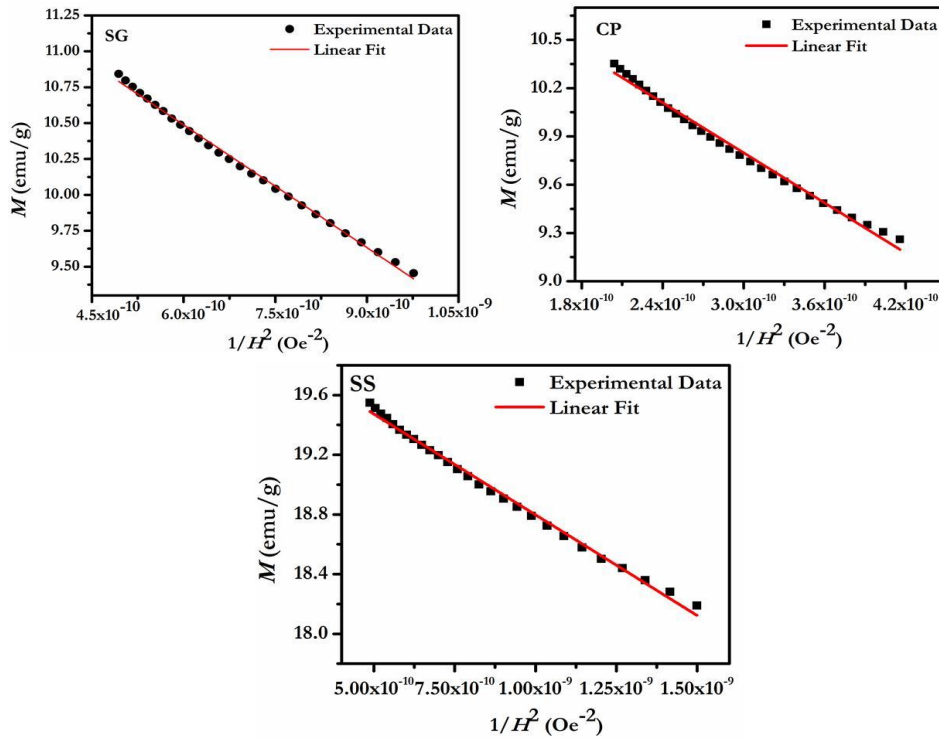 SG
Experimental Data
Linear Fit
11.25
11.00
10.75
10.50
10.25
10.00
9.75
9.50
M (emu/g)
4.5x10⁻¹⁰ 6.0x10⁻¹⁰ 7.5x10⁻¹⁰ 9.0x10⁻¹⁰ 1.05x10⁻⁹
1/H² (Oe⁻²)
CP
Experimental Data
Linear Fit
10.5
10.2
9.9
9.6
9.3
9.0
M (emu/g)
1.8x10⁻¹⁰ 2.4x10⁻¹⁰ 3.0x10⁻¹⁰ 3.6x10⁻¹⁰ 4.2x10⁻¹⁰
1/H² (Oe⁻²)
SS
Experimental Data
Linear Fit
19.6
19.2
18.8
18.4
18.0
M (emu/g)
5.00x10⁻¹⁰ 7.50x10⁻¹⁰ 1.00x10⁻⁹ 1.25x10⁻⁹ 1.50x10⁻⁹
1/H² (Oe⁻²)